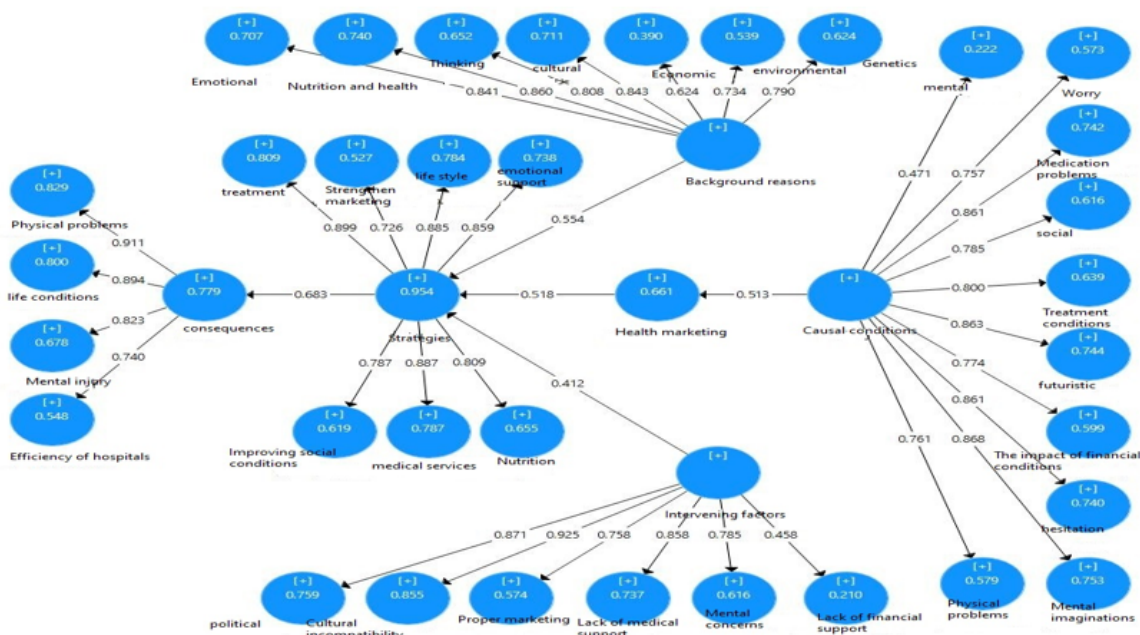 [+] [+] [+] [+] [+] [+] [+] [+] [+]
0.707 0.740 0.652 0.711 0.390 0.539 0.624 0.222 0.573
Emotional Nutrition and health Thinking cultural Economic environmental Genetics mental Worry
0.841 0.860 0.808 0.843 0.624 0.734 0.790
[+] [+]
0.742
Background reasons Medication
problems
[+] [+] [+] [+]
0.809 0.527 0.784 0.738
treatment Strengthen
marketing life style emotional
support
0.899 0.726 0.885 0.859
0.554
0.471 0.757
0.861
0.785
0.800
0.863
0.774
0.861
0.761 0.868
[+]
0.616
social
[+]
0.829
Physical problems
0.911
[+]
0.800
life conditions
0.894
[+]
0.779
consequences
0.683
[+]
0.954
Strategies
0.518
[+]
0.661
Health marketing
0.513
[+]
Causal conditions
[+]
0.639
Treatment
conditions
0.823
[+]
0.678
Mental injury
0.740
[+]
0.548
Efficiency of hospitals
0.787 0.887 0.809
0.412
[+]
0.744
futuristic
[+] [+] [+]
0.619 0.787 0.655
Improving social
conditions
medical services
Nutrition
[+]
0.599
The impact of financial
conditions
[+]
Intervening factors
[+]
0.740
hesitation
0.871 0.925 0.758 0.858 0.785 0.458
[+] [+] [+] [+] [+] [+] [+] [+]
0.759 0.855 0.574 0.737 0.616 0.210 0.579 0.753
political
Cultural
incompatibility
Proper marketing
Lack of medical
support
Mental
concerns
Lack of financial
support
Physical
problems
Mental
imaginations